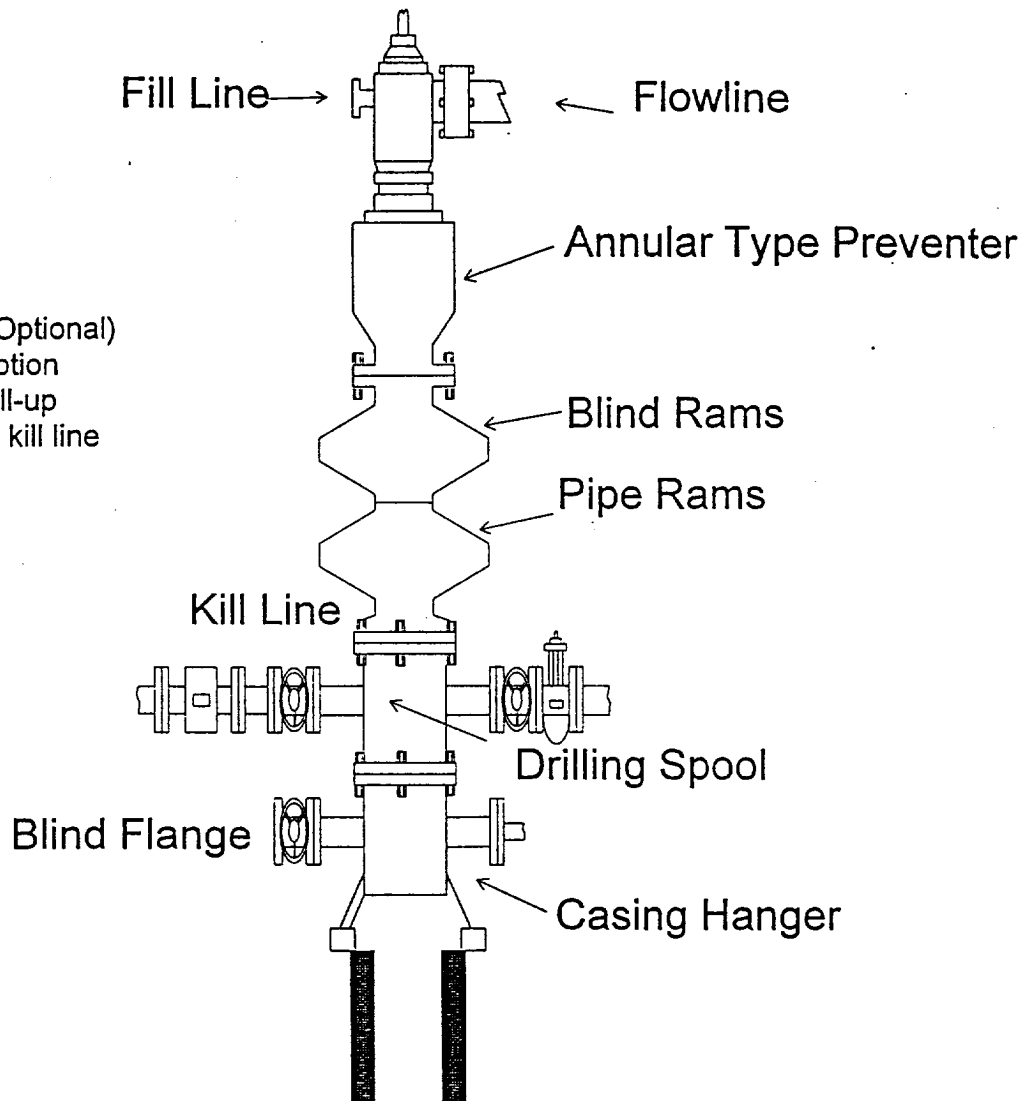 Fill Line
Flowline
Annular Type Preventer
Optional)
ll-up
kill line
Blind Rams
Pipe Rams
Kill Line
Drilling Spool
Blind Flange
Casing Hanger